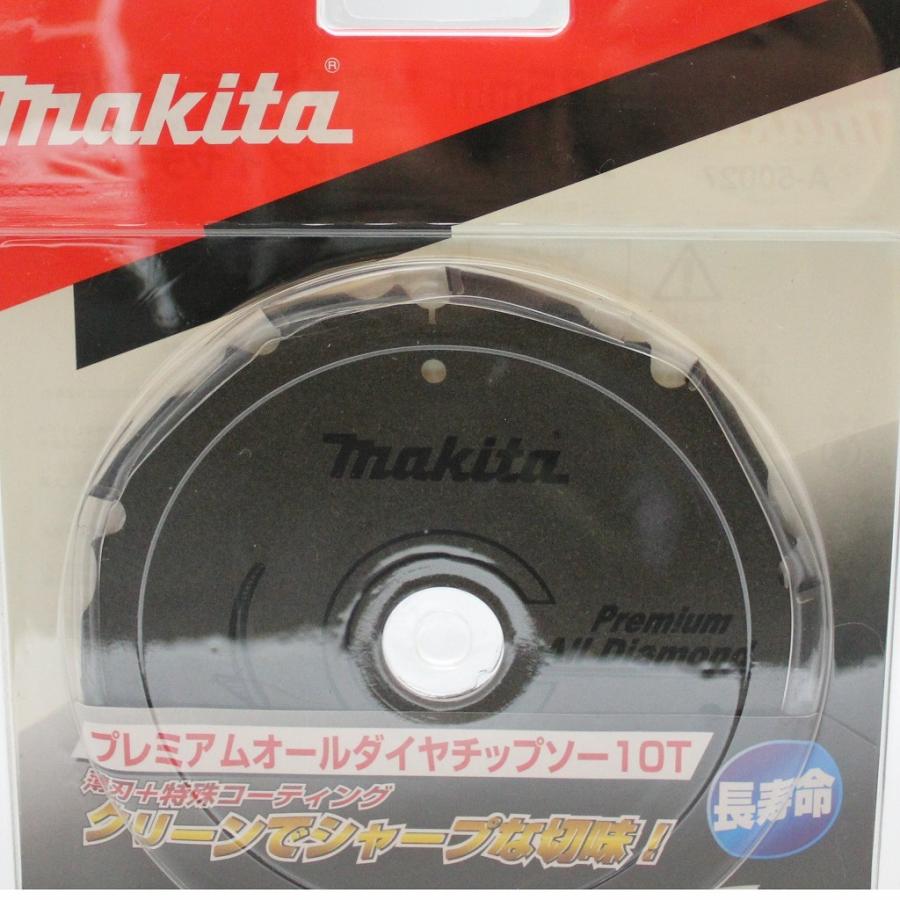 makita®
makita
Premium
All Diamond
プレミアムオールダイヤチップソー10T
薄刃+特殊コーティング
クリーンでシャープな切味!
長寿命